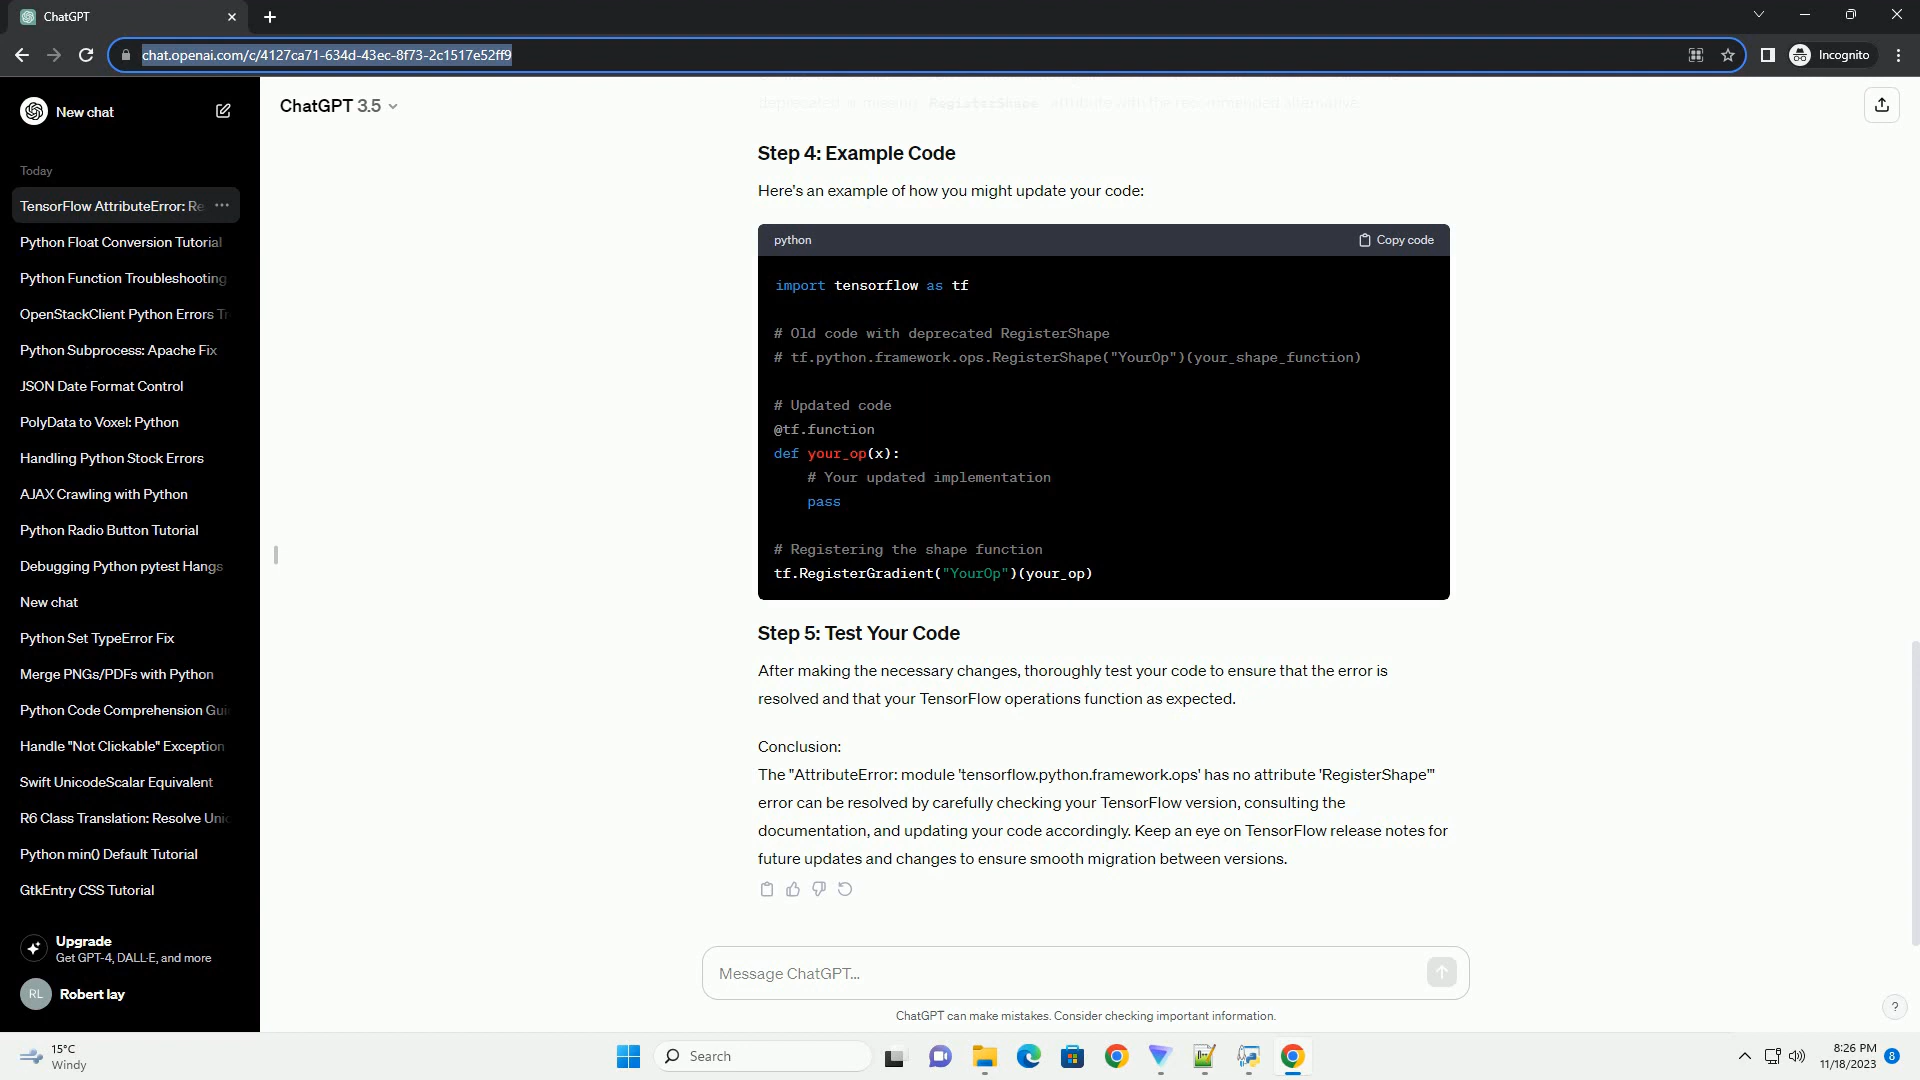 ChatGPT
chat.openai.com/c/4127ca71-634d-43ec-8f73-2c1517e52ff9
Incognito
New chat
ChatGPT 3.5
deprecated or missing RegisterShape attribute with the recommended alternative.
Today
TensorFlow AttributeError: Re
Python Float Conversion Tutorial
Python Function Troubleshooting
OpenStackClient Python Errors Tr
Python Subprocess: Apache Fix
JSON Date Format Control
PolyData to Voxel: Python
Handling Python Stock Errors
AJAX Crawling with Python
Python Radio Button Tutorial
Debugging Python pytest Hangs
New chat
Python Set TypeError Fix
Merge PNGs/PDFs with Python
Python Code Comprehension Gui
Handle "Not Clickable" Exception
Swift UnicodeScalar Equivalent
R6 Class Translation: Resolve Unic
Python min() Default Tutorial
GtkEntry CSS Tutorial
Upgrade
Get GPT-4, DALL·E, and more
RL
Robert lay
Step 4: Example Code
Here's an example of how you might update your code:
python
Copy code
import tensorflow as tf
# Old code with deprecated RegisterShape
# tf.python.framework.ops.RegisterShape("YourOp")(your_shape_function)
# Updated code
@tf.function
def your_op(x):
# Your updated implementation
pass
# Registering the shape function
tf.RegisterGradient("YourOp")(your_op)
Step 5: Test Your Code
After making the necessary changes, thoroughly test your code to ensure that the error is
resolved and that your TensorFlow operations function as expected.
Conclusion:
The "AttributeError: module 'tensorflow.python.framework.ops' has no attribute 'RegisterShape'"
error can be resolved by carefully checking your TensorFlow version, consulting the
documentation, and updating your code accordingly. Keep an eye on TensorFlow release notes for
future updates and changes to ensure smooth migration between versions.
Message ChatGPT...
ChatGPT can make mistakes. Consider checking important information.
?
15°C
Windy
Search
8:26 PM
11/18/2023
8